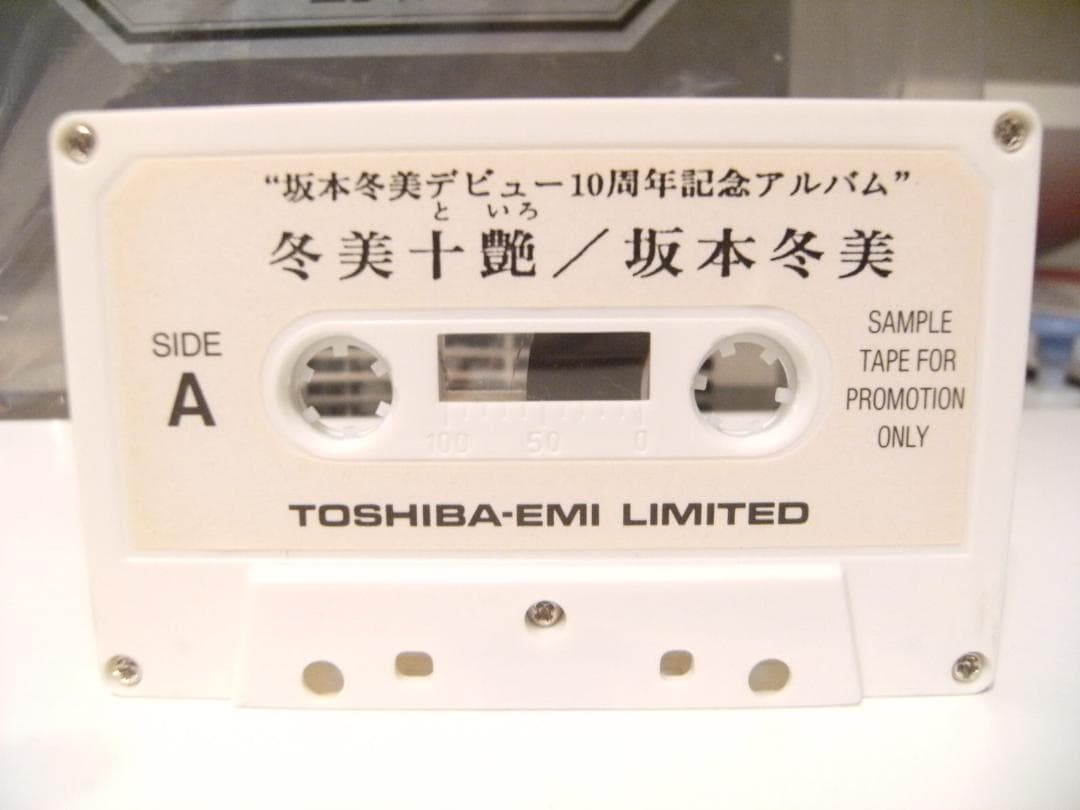 “坂本冬美デビュー10周年記念アルバム”
と いろ
冬美十艶／坂本冬美
SIDE
A
SAMPLE
TAPE FOR
PROMOTION
ONLY
100 50 0
TOSHIBA-EMI LIMITED